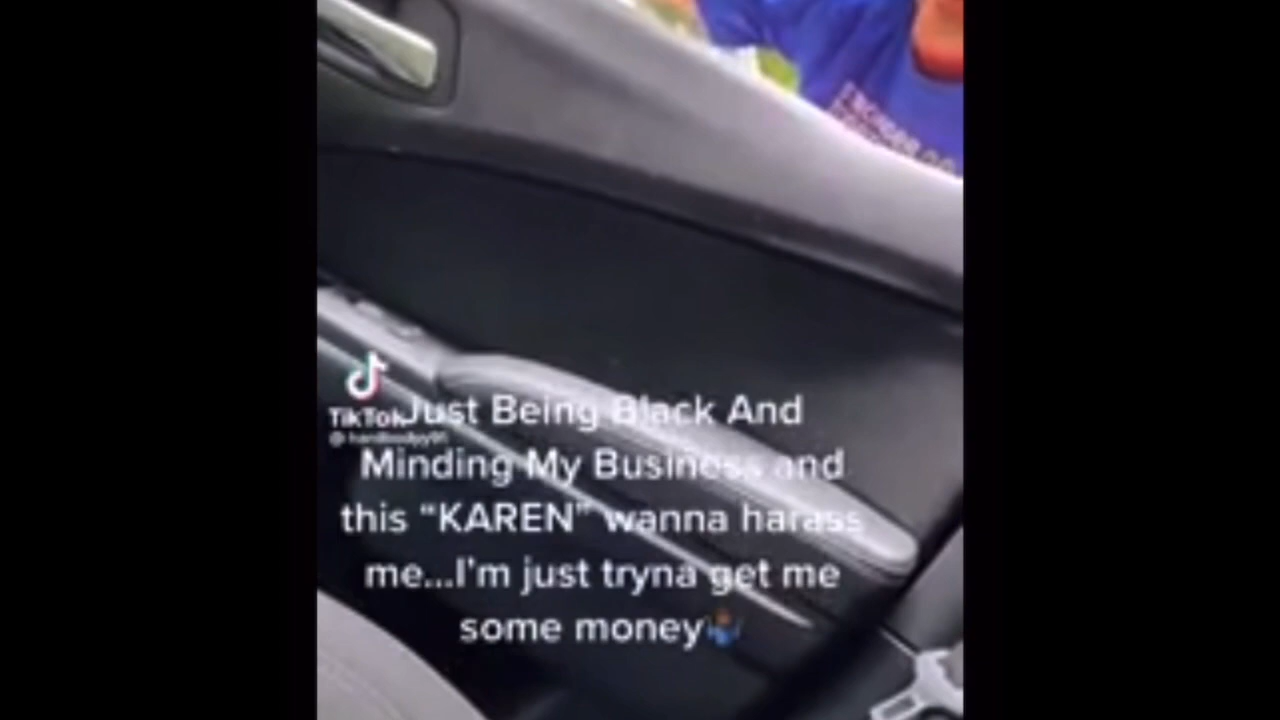 TikTok
Just Being Black And
Minding My Business and
this “KAREN” wanna harass
me...I'm just tryna get me
some money🤷🏾‍♂️